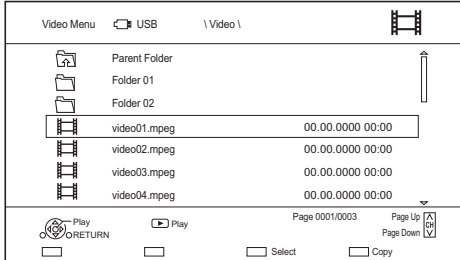 Video Menu USB \ Video \
Parent Folder
Folder 01
Folder 02
video01.mpeg 00.00.0000 00:00
video02.mpeg 00.00.0000 00:00
video03.mpeg 00.00.0000 00:00
video04.mpeg 00.00.0000 00:00
Play Play Page 0001/0003 Page Up
RETURN Page Down CH
Select Copy